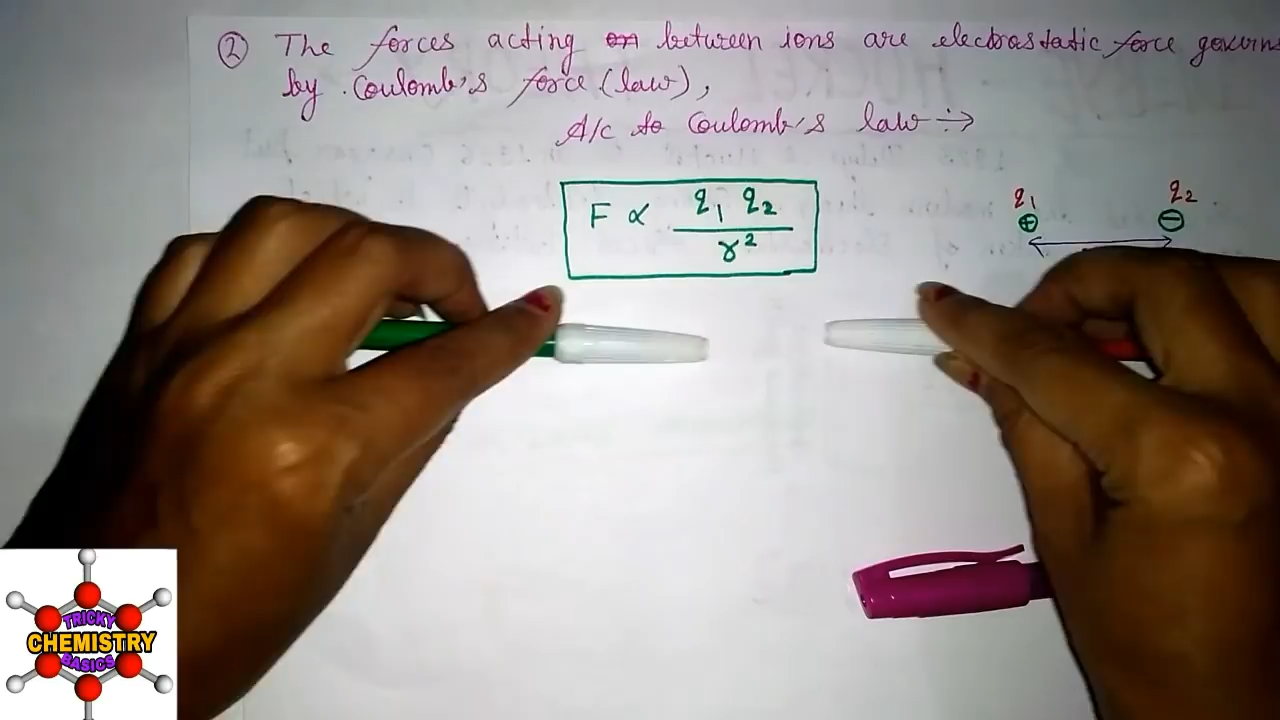 ② The forces acting on between ions are electrostatic force governs
by Coulomb's force (law),
A/c to Coulomb's law ÷→
F ∝ q₁ q₂ / r²
q₁ q₂
⊕ ⊖
TRICKY
CHEMISTRY
BASICS